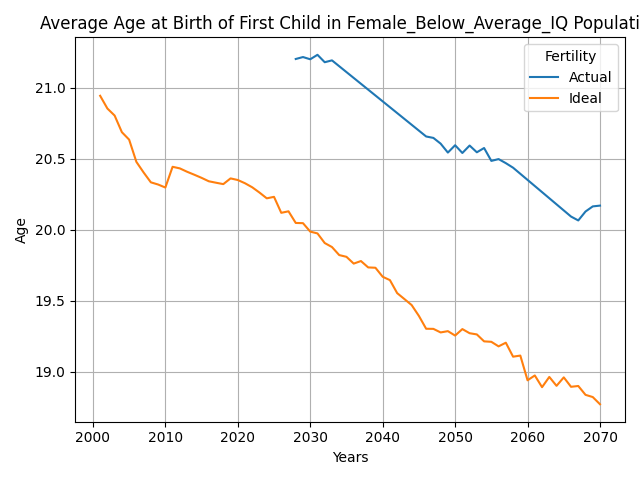 Average Age at Birth of First Child in Female_Below_Average_IQ Populati
Fertility
Actual
Ideal
Age
21.0
20.5
20.0
19.5
19.0
2000 2010 2020 2030 2040 2050 2060 2070
Years